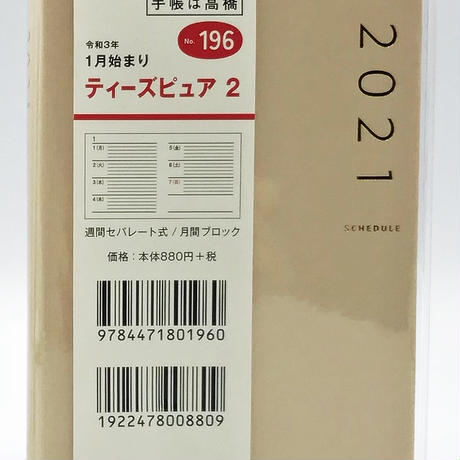 手帳は高橋
令和3年
No. 196
1月始まり
ティーズピュア 2
1
1(月)
2(火)
3(水)
4(木)
5(金)
6(土)
7(日)
週間セパレート式/月間ブロック
価格：本体880円＋税
9784471801960
1922478008809
2021
SCHEDULE